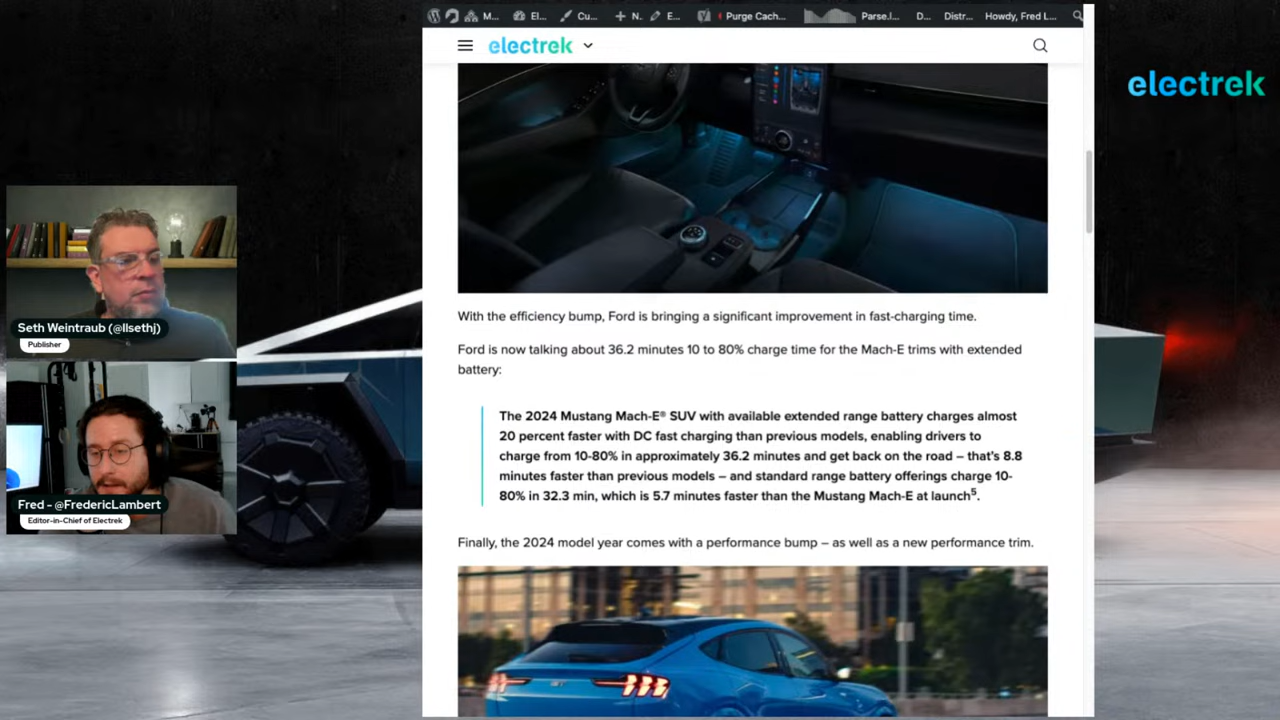 M...
El...
Cu...
N.
E...
Purge Cach...
Parse.l...
D...
Distr...
Howdy, Fred L...
electrek
electrek
Seth Weintraub (@llsethj)
Publisher
Fred - @FredericLambert
Editor-in-Chief of Electrek
With the efficiency bump, Ford is bringing a significant improvement in fast-charging time.
Ford is now talking about 36.2 minutes 10 to 80% charge time for the Mach-E trims with extended
battery:
The 2024 Mustang Mach-E® SUV with available extended range battery charges almost
20 percent faster with DC fast charging than previous models, enabling drivers to
charge from 10-80% in approximately 36.2 minutes and get back on the road – that's 8.8
minutes faster than previous models – and standard range battery offerings charge 10-
80% in 32.3 min, which is 5.7 minutes faster than the Mustang Mach-E at launch⁵.
Finally, the 2024 model year comes with a performance bump – as well as a new performance trim.